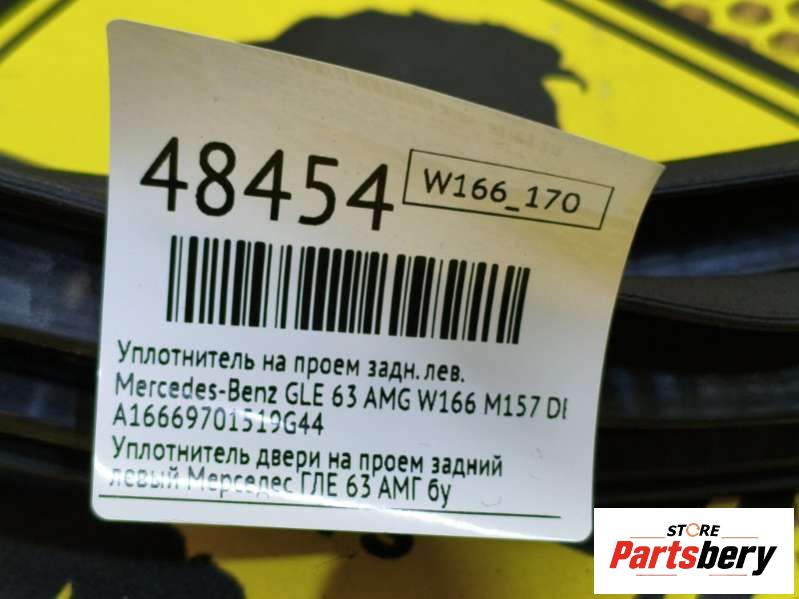 48454
W166_170
Уплотнитель на проем задн. лев.
Mercedes-Benz GLE 63 AMG W166 M157 DE
A16669701519G44
Уплотнитель двери на проем задний
левый Мерседес ГЛЕ 63 АМГ бу
STORE
Partsbery